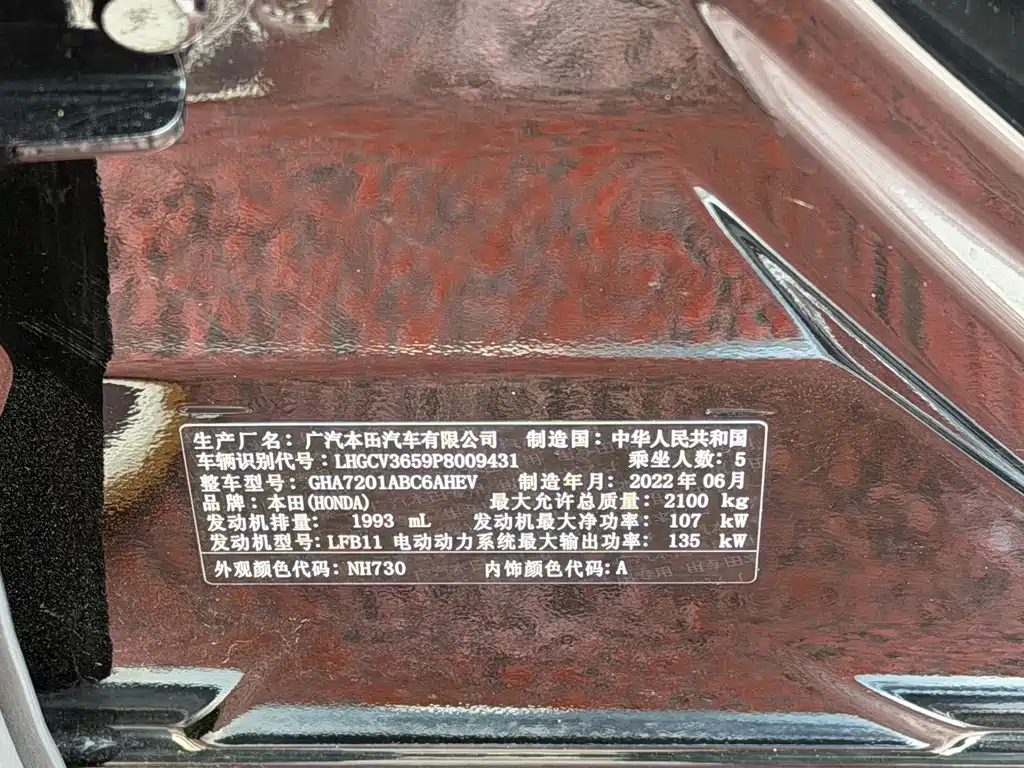 生产厂名：广汽本田汽车有限公司 制造国：中华人民共和国
车辆识别代号：LHGCV3659P8009431 乘坐人数：5
整车型号：GHA7201ABC6AHEV 制造年月：2022年06月
品牌：本田(HONDA) 最大允许总质量：2100 kg
发动机排量：1993 mL 发动机最大净功率：107 kW
发动机型号：LFB11 电动动力系统最大输出功率：135 kW
外观颜色代码：NH730 内饰颜色代码：A